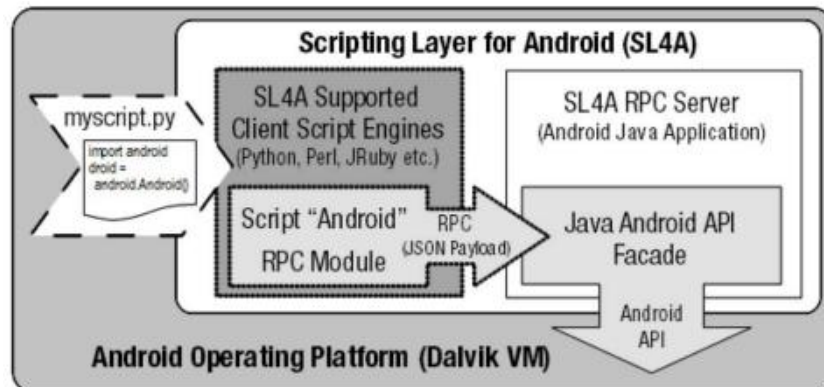 Scripting Layer for Android (SL4A)
myscript.py
import android
droid =
android.Android()
SL4A Supported
Client Script Engines
(Python, Perl, JRuby etc.)
Script “Android”
RPC Module
RPC
(JSON Payload)
SL4A RPC Server
(Android Java Application)
Java Android API
Facade
Android
API
Android Operating Platform (Dalvik VM)